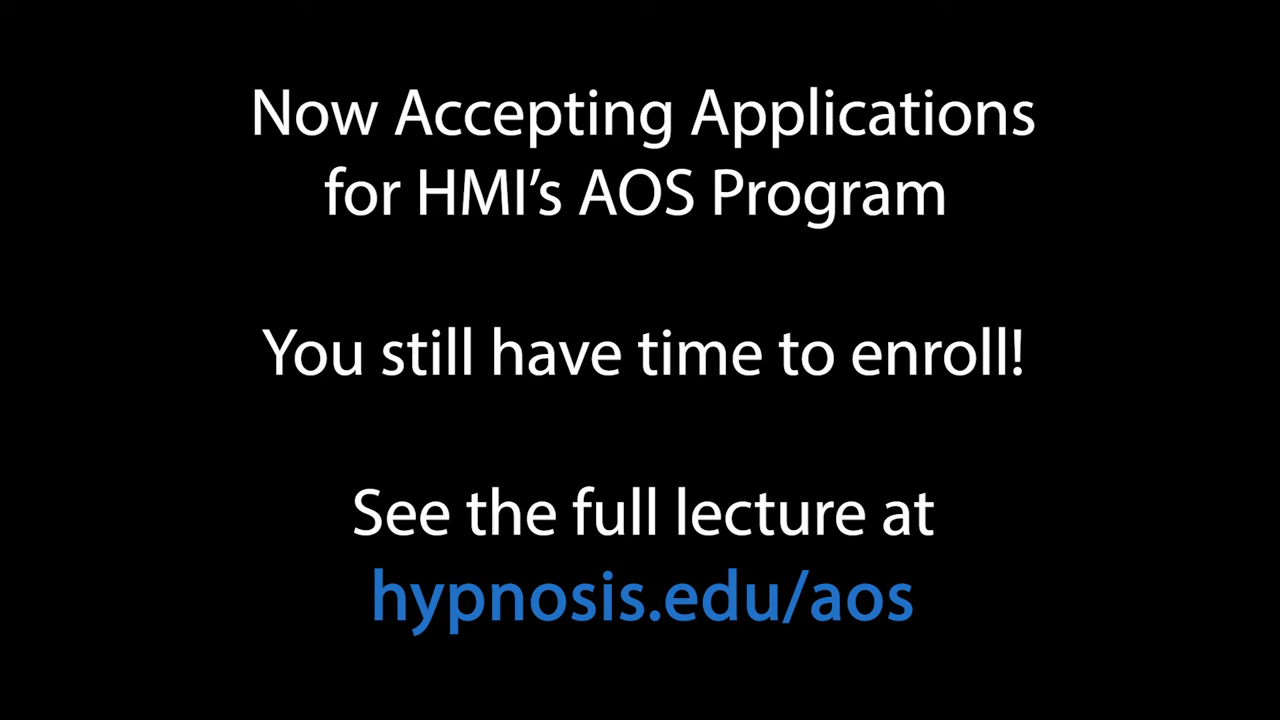 Now Accepting Applications
for HMI’s AOS Program
You still have time to enroll!
See the full lecture at
hypnosis.edu/aos